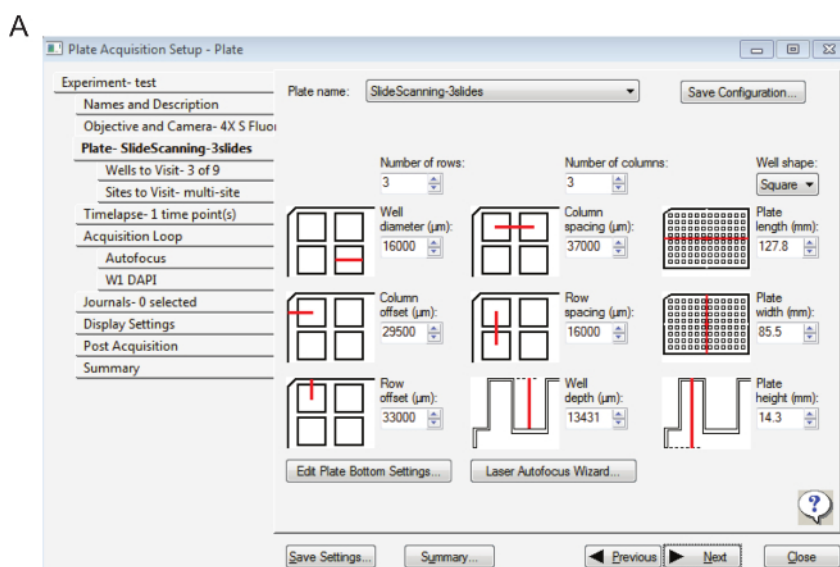 A
Plate Acquisition Setup - Plate
Experiment- test
Names and Description
Objective and Camera- 4X S Fluor
Plate- SlideScanning-3slides
Wells to Visit- 3 of 9
Sites to Visit- multi-site
Timelapse- 1 time point(s)
Acquisition Loop
Autofocus
W1 DAPI
Journals- 0 selected
Display Settings
Post Acquisition
Summary
Plate name: SlideScanning-3slides Save Configuration...
Number of rows: Number of columns: Well shape:
3 3 Square
Well diameter (µm):
16000
Column spacing (µm):
37000
Plate length (mm):
127.8
Column offset (µm):
29500
Row spacing (µm):
16000
Plate width (mm):
85.5
Row offset (µm):
33000
Well depth (µm):
13431
Plate height (mm):
14.3
Edit Plate Bottom Settings... Laser Autofocus Wizard...
?
Save Settings... Summary... Previous Next Close